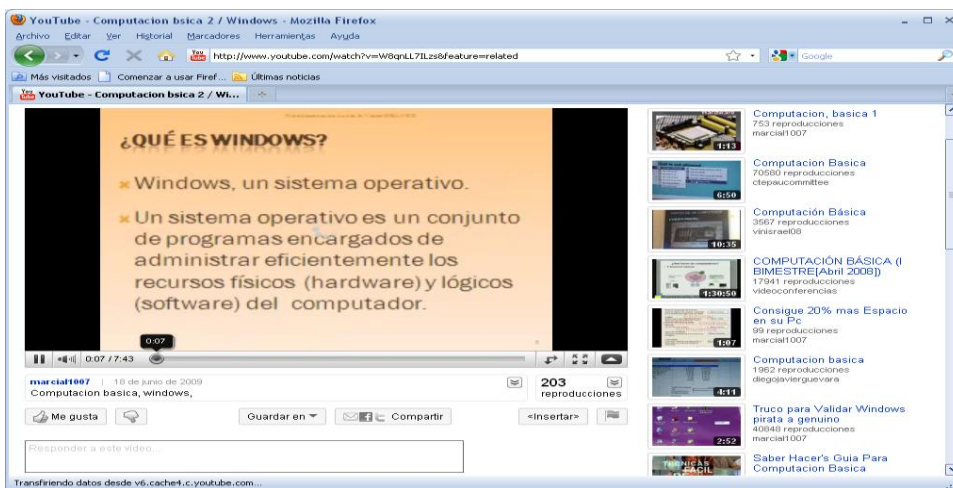 YouTube - Computacion bsica 2 / Windows - Mozilla Firefox
Archivo Editar Ver Historial Marcadores Herramientas Ayuda
http://www.youtube.com/watch?v=W8qnLL7ILzs&feature=related
Google
Más visitados Comenzar a usar Firef... Últimas noticias
YouTube - Computacion bsica 2 / Wi...
¿QUÉ ES WINDOWS?
Windows, un sistema operativo.
Un sistema operativo es un conjunto
de programas encargados de
administrar eficientemente los
recursos físicos (hardware) y lógicos
(software) del computador.
0:07
0:07 / 7:43
marcial1007 | 18 de junio de 2009
Computacion basica, windows,
203
reproducciones
Me gusta
Guardar en
Compartir
<Insertar>
Responder a este video...
1:13
Computacion, basica 1
753 reproducciones
marcial1007
6:50
Computacion Basica
70580 reproducciones
ctepaucommittee
10:35
Computación Básica
3567 reproducciones
vinisrael08
1:30:50
COMPUTACIÓN BÁSICA (I
BIMESTRE[Abril 2008])
17941 reproducciones
videoconferencias
1:07
Consigue 20% mas Espacio
en su Pc
99 reproducciones
marcial1007
4:11
Computacion basica
1962 reproducciones
diegojavierguevara
2:52
Truco para Validar Windows
pirata a genuino
40848 reproducciones
marcial1007
Saber Hacer's Guia Para
Computacion Basica
Transfiriendo datos desde v6.cache4.c.youtube.com...